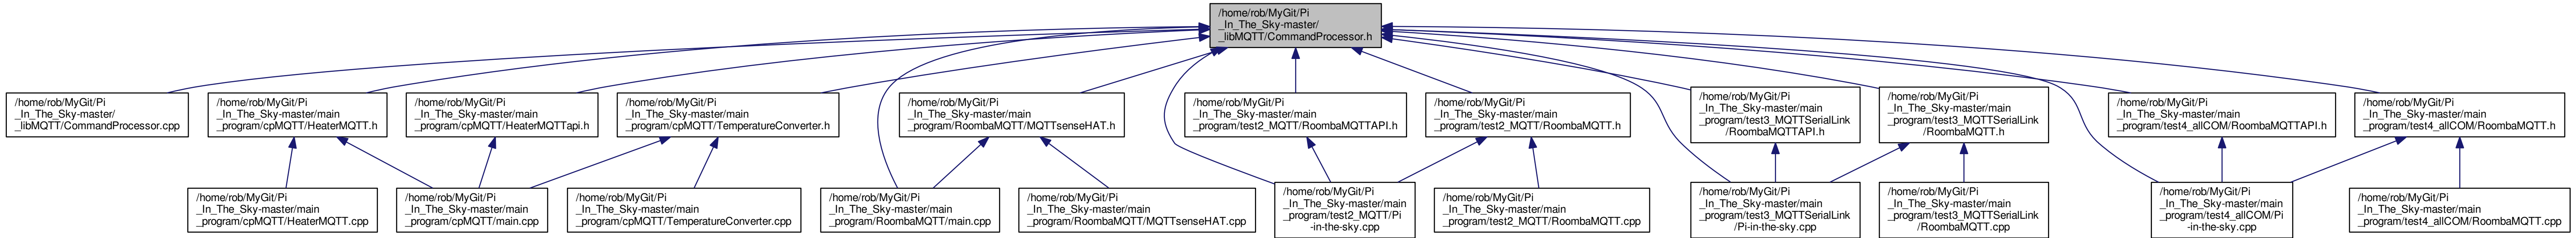 /home/rob/MyGit/Pi
_In_The_Sky-master/
_libMQTT/CommandProcessor.h
/home/rob/MyGit/Pi
_In_The_Sky-master/
_libMQTT/CommandProcessor.cpp
/home/rob/MyGit/Pi
_In_The_Sky-master/main
_program/cpMQTT/HeaterMQTT.h
/home/rob/MyGit/Pi
_In_The_Sky-master/main
_program/cpMQTT/HeaterMQTTapi.h
/home/rob/MyGit/Pi
_In_The_Sky-master/main
_program/cpMQTT/TemperatureConverter.h
/home/rob/MyGit/Pi
_In_The_Sky-master/main
_program/RoombaMQTT/MQTTsenseHAT.h
/home/rob/MyGit/Pi
_In_The_Sky-master/main
_program/test2_MQTT/RoombaMQTTAPI.h
/home/rob/MyGit/Pi
_In_The_Sky-master/main
_program/test2_MQTT/RoombaMQTT.h
/home/rob/MyGit/Pi
_In_The_Sky-master/main
_program/test3_MQTTSerialLink
/RoombaMQTTAPI.h
/home/rob/MyGit/Pi
_In_The_Sky-master/main
_program/test3_MQTTSerialLink
/RoombaMQTT.h
/home/rob/MyGit/Pi
_In_The_Sky-master/main
_program/test4_allCOM/RoombaMQTTAPI.h
/home/rob/MyGit/Pi
_In_The_Sky-master/main
_program/test4_allCOM/RoombaMQTT.h
/home/rob/MyGit/Pi
_In_The_Sky-master/main
_program/cpMQTT/HeaterMQTT.cpp
/home/rob/MyGit/Pi
_In_The_Sky-master/main
_program/cpMQTT/main.cpp
/home/rob/MyGit/Pi
_In_The_Sky-master/main
_program/cpMQTT/TemperatureConverter.cpp
/home/rob/MyGit/Pi
_In_The_Sky-master/main
_program/RoombaMQTT/main.cpp
/home/rob/MyGit/Pi
_In_The_Sky-master/main
_program/RoombaMQTT/MQTTsenseHAT.cpp
/home/rob/MyGit/Pi
_In_The_Sky-master/main
_program/test2_MQTT/Pi
-in-the-sky.cpp
/home/rob/MyGit/Pi
_In_The_Sky-master/main
_program/test2_MQTT/RoombaMQTT.cpp
/home/rob/MyGit/Pi
_In_The_Sky-master/main
_program/test3_MQTTSerialLink
/Pi-in-the-sky.cpp
/home/rob/MyGit/Pi
_In_The_Sky-master/main
_program/test3_MQTTSerialLink
/RoombaMQTT.cpp
/home/rob/MyGit/Pi
_In_The_Sky-master/main
_program/test4_allCOM/Pi
-in-the-sky.cpp
/home/rob/MyGit/Pi
_In_The_Sky-master/main
_program/test4_allCOM/RoombaMQTT.cpp